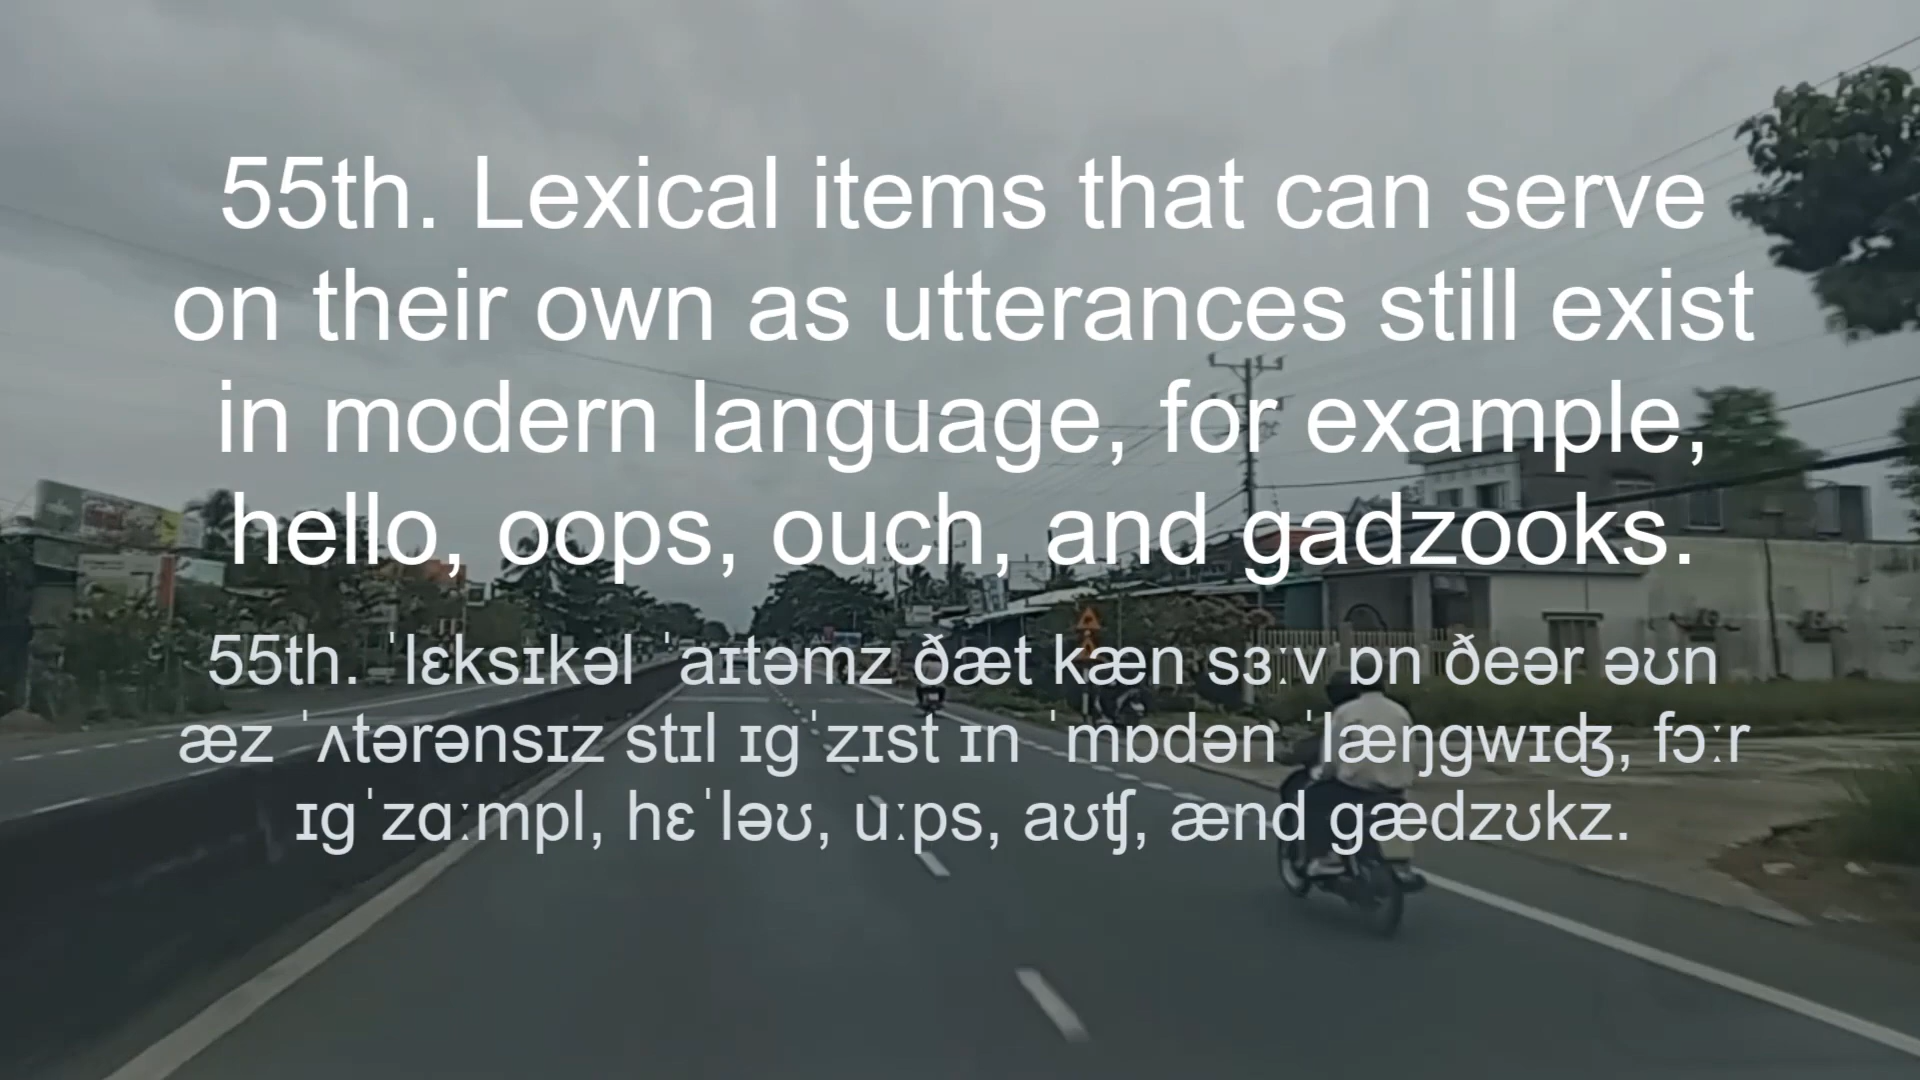 55th. Lexical items that can serve
on their own as utterances still exist
in modern language, for example,
hello, oops, ouch, and gadzooks.
55th. ˈlɛksɪkəl ˈaɪtəmz ðæt kæn sɜːv ɒn ðeər əʊn
æz ˈʌtərənsɪz stɪl ɪgˈzɪst ɪn ˈmɒdən ˈlæŋgwɪʤ, fɔːr
ɪgˈzɑːmpl, hɛˈləʊ, uːps, aʊʧ, ænd gædzʊkz.